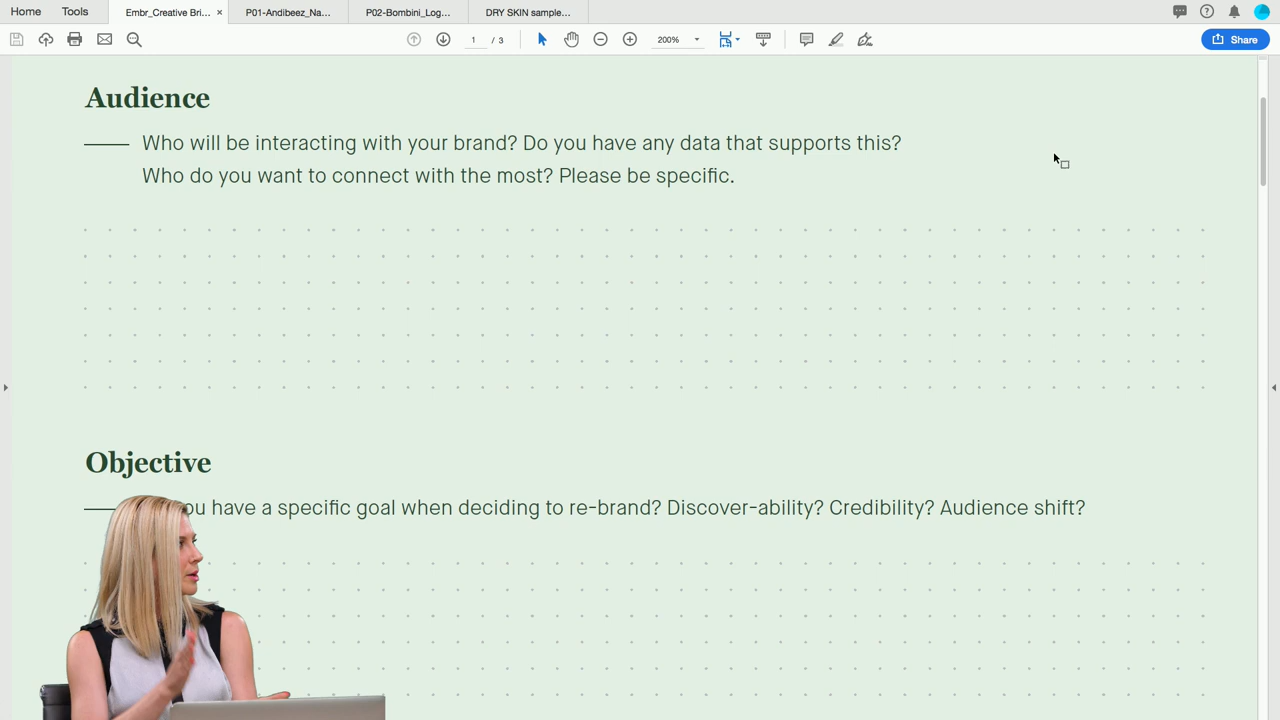 Home Tools Embr_Creative Bri... × P01-Andibeez_Na... P02-Bombini_Log... DRY SKIN sample...
1 / 3 200% Share
Audience
Who will be interacting with your brand? Do you have any data that supports this?
Who do you want to connect with the most? Please be specific.
Objective
you have a specific goal when deciding to re-brand? Discover-ability? Credibility? Audience shift?